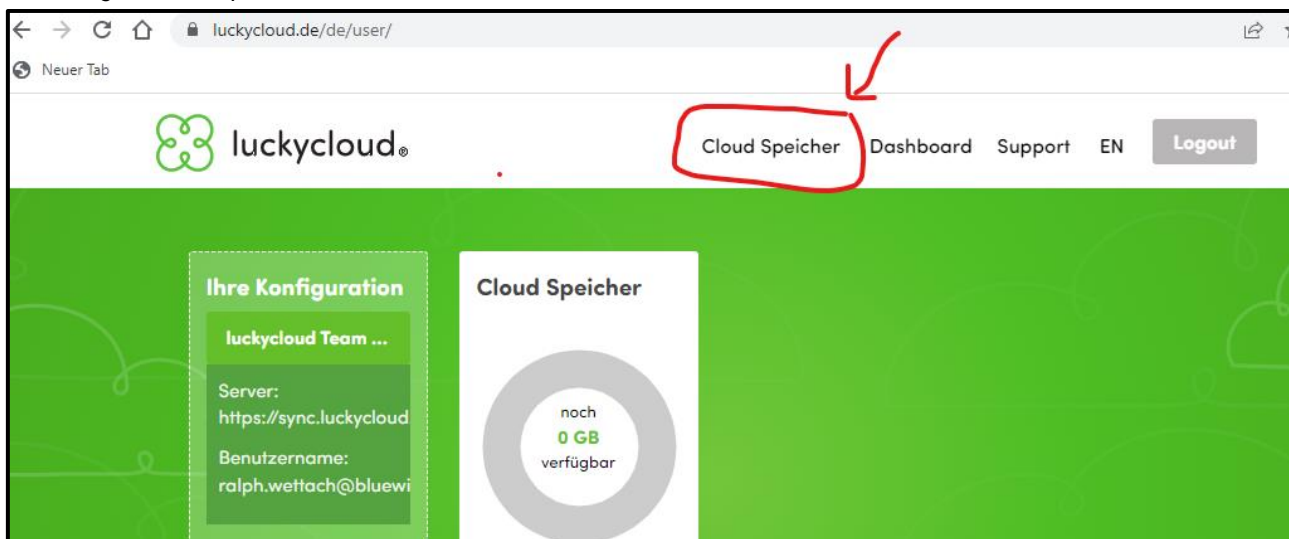 luckycloud.de/de/user/
Neuer Tab
luckycloud®
Cloud Speicher Dashboard Support EN Logout
Ihre Konfiguration
luckycloud Team ...
Server:
https://sync.luckycloud
Benutzername:
ralph.wettach@bluewi
Cloud Speicher
noch
0 GB
verfügbar